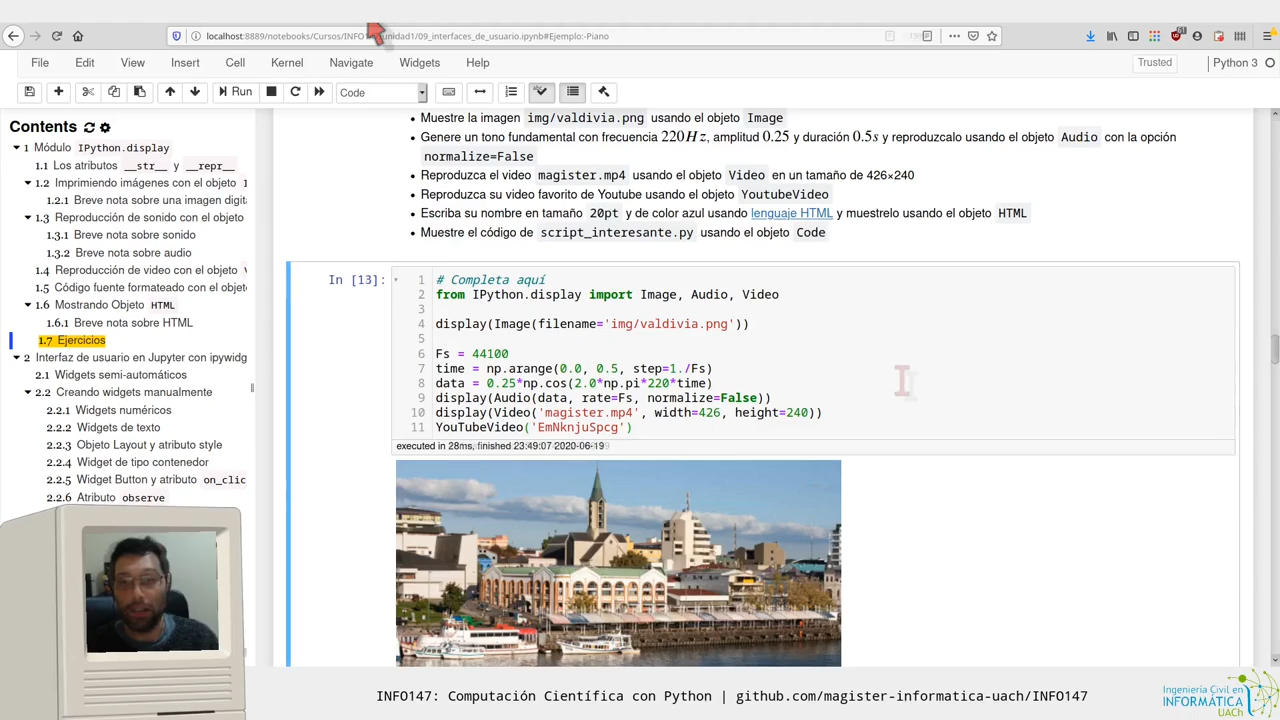 localhost:8889/notebooks/Cursos/INFO147/unidad1/09_interfaces_de_usuario.ipynb#Ejemplo:-Piano
File Edit View Insert Cell Kernel Navigate Widgets Help Trusted Python 3
Run Code
Contents
1 Módulo IPython.display
1.1 Los atributos __str__ y __repr__
1.2 Imprimiendo imágenes con el objeto I
1.2.1 Breve nota sobre una imagen digita
1.3 Reproducción de sonido con el objeto
1.3.1 Breve nota sobre sonido
1.3.2 Breve nota sobre audio
1.4 Reproducción de video con el objeto V
1.5 Código fuente formateado con el objeto
1.6 Mostrando Objeto HTML
1.6.1 Breve nota sobre HTML
1.7 Ejercicios
2 Interfaz de usuario en Jupyter con ipywidg
2.1 Widgets semi-automáticos
2.2 Creando widgets manualmente
2.2.1 Widgets numéricos
2.2.2 Widgets de texto
2.2.3 Objeto Layout y atributo style
2.2.4 Widget de tipo contenedor
2.2.5 Widget Button y atributo on_clic
2.2.6 Atributo observe
• Muestre la imagen img/valdivia.png usando el objeto Image
• Genere un tono fundamental con frecuencia 220Hz, amplitud 0.25 y duración 0.5s y reproduzcalo usando el objeto Audio con la opción
normalize=False
• Reproduzca el video magister.mp4 usando el objeto Video en un tamaño de 426×240
• Reproduzca su video favorito de Youtube usando el objeto YoutubeVideo
• Escriba su nombre en tamaño 20pt y de color azul usando lenguaje HTML y muestrelo usando el objeto HTML
• Muestre el código de script_interesante.py usando el objeto Code
In [13]:
1 # Completa aquí
2 from IPython.display import Image, Audio, Video
3
4 display(Image(filename='img/valdivia.png'))
5
6 Fs = 44100
7 time = np.arange(0.0, 0.5, step=1./Fs)
8 data = 0.25*np.cos(2.0*np.pi*220*time)
9 display(Audio(data, rate=Fs, normalize=False))
10 display(Video('magister.mp4', width=426, height=240))
11 YouTubeVideo('EmNknjuSpcg')
executed in 28ms, finished 23:49:07 2020-06-19
INFO147: Computación Científica con Python | github.com/magister-informatica-uach/INFO147
Ingeniería Civil en
INFORMÁTICA
UACh